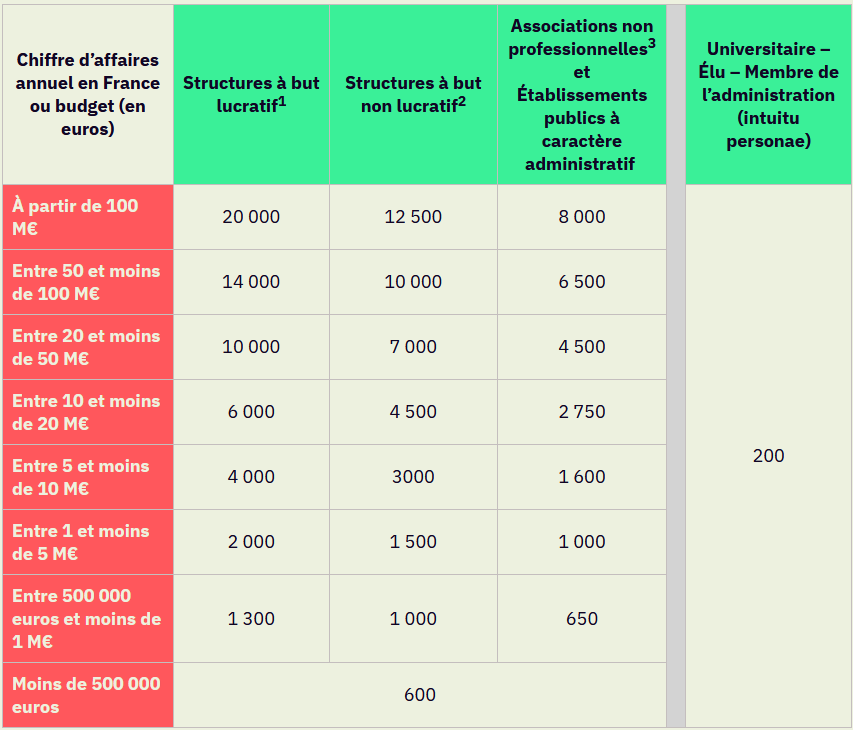 Chiffre d’affaires
annuel en France
ou budget (en
euros)
Structures à but
lucratif1
Structures à but
non lucratif2
Associations non
professionnelles3
et
Établissements
publics à
caractère
administratif
Universitaire –
Élu – Membre de
l’administration
(intuitu
personae)
À partir de 100
M€
20 000
12 500
8 000
Entre 50 et moins
de 100 M€
14 000
10 000
6 500
Entre 20 et moins
de 50 M€
10 000
7 000
4 500
Entre 10 et moins
de 20 M€
6 000
4 500
2 750
Entre 5 et moins
de 10 M€
4 000
3000
1 600
Entre 1 et moins
de 5 M€
2 000
1 500
1 000
Entre 500 000
euros et moins de
1 M€
1 300
1 000
650
Moins de 500 000
euros
600
200